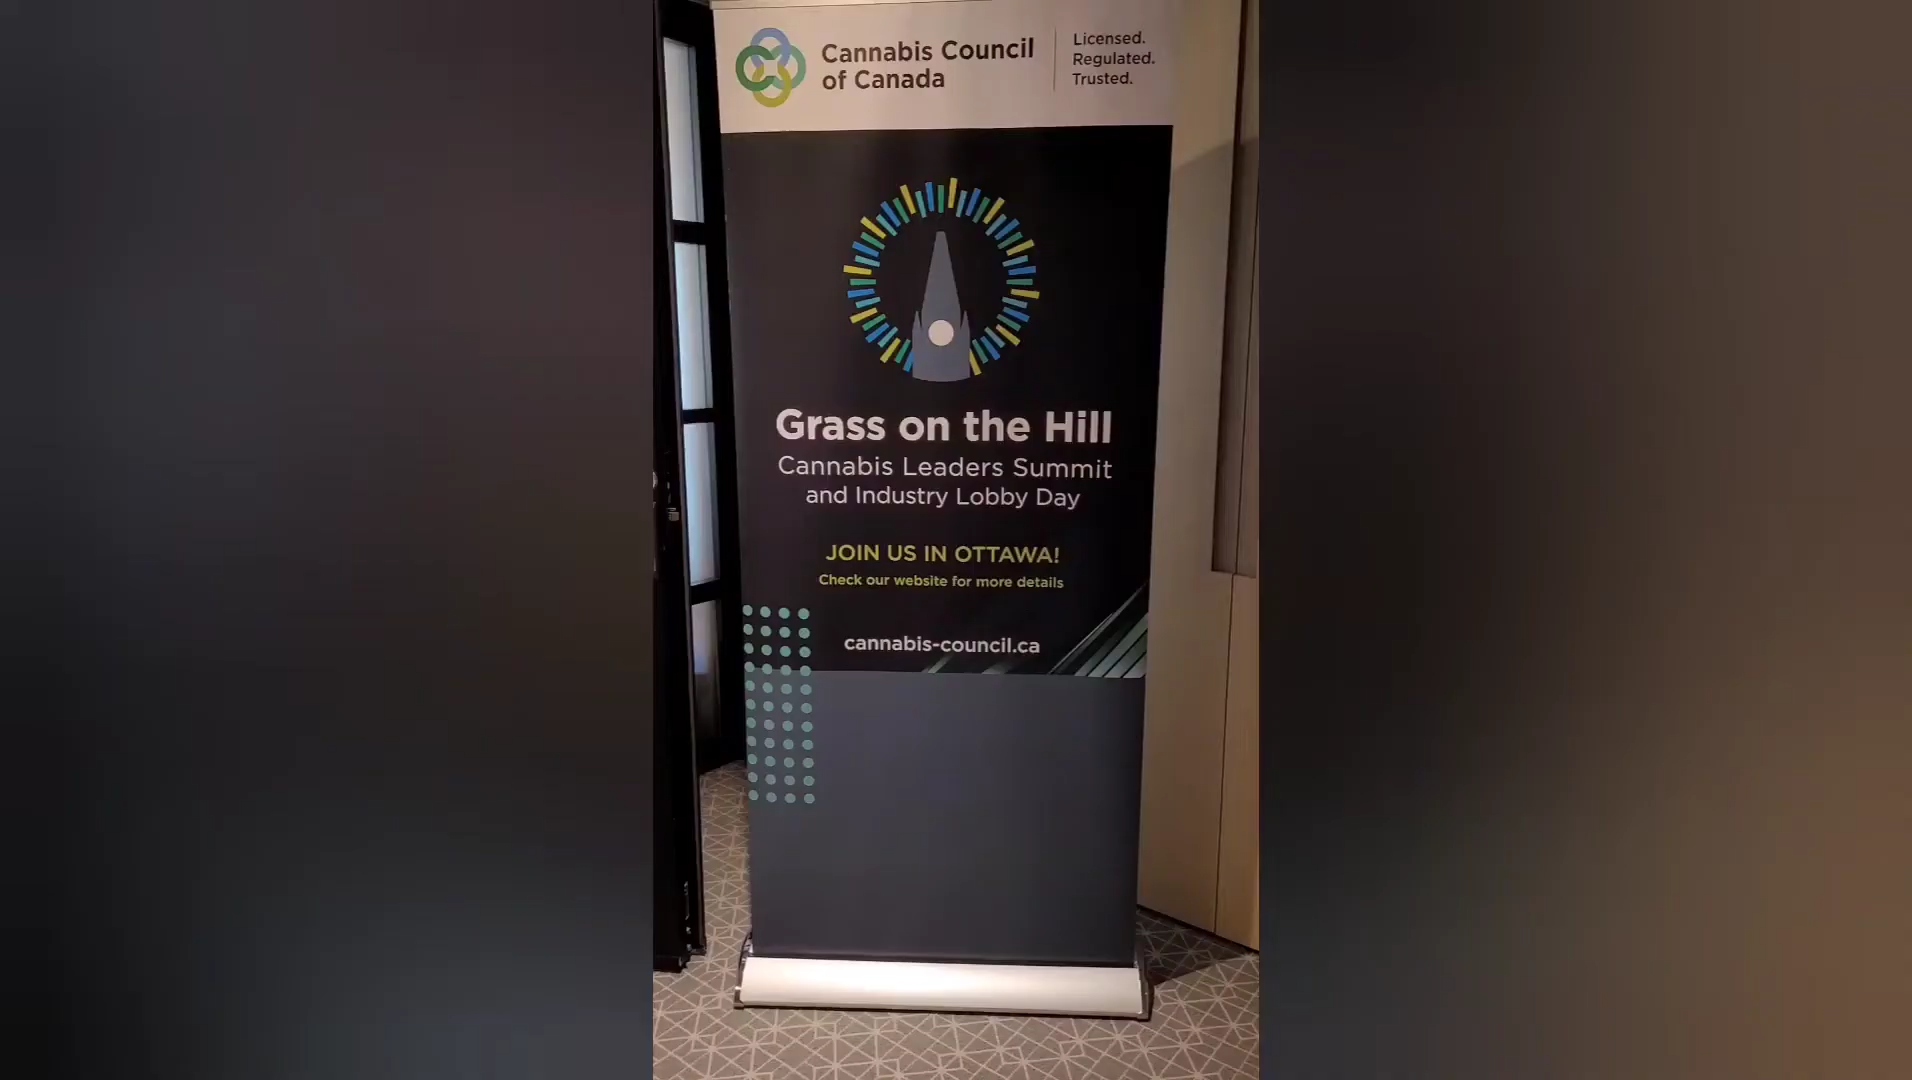 Cannabis Council
of Canada
Licensed.
Regulated.
Trusted.
Grass on the Hill
Cannabis Leaders Summit
and Industry Lobby Day
JOIN US IN OTTAWA!
Check our website for more details
cannabis-council.ca